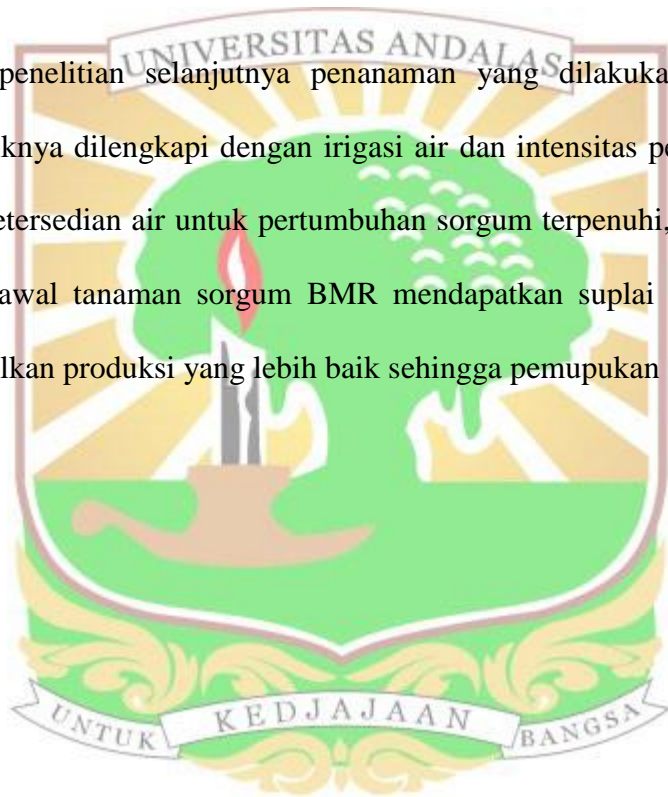 UNIVERSITAS ANDALAS
penelitian selanjutnya penanaman yang dilakuka
knya dilengkapi dengan irigasi air dan intensitas pe
etersedian air untuk pertumbuhan sorgum terpenuhi,
awal tanaman sorgum BMR mendapatkan suplai
lkan produksi yang lebih baik sehingga pemupukan
UNTUK KEDJAJAAN BANGSA